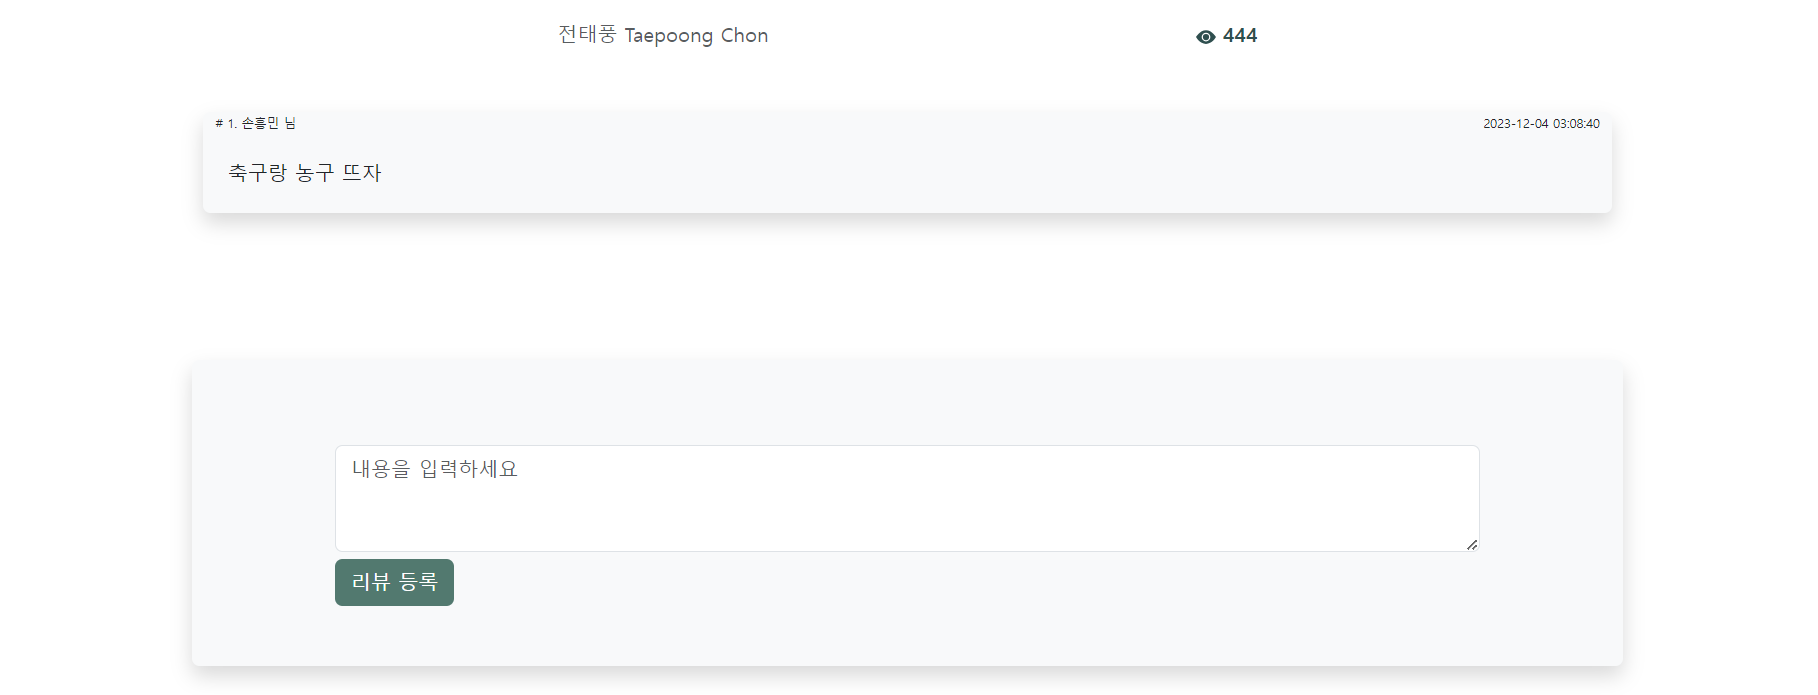 전태풍 Taepoong Chon 444
# 1. 손흥민 님 2023-12-04 03:08:40
축구랑 농구 뜨자
내용을 입력하세요
리뷰 등록